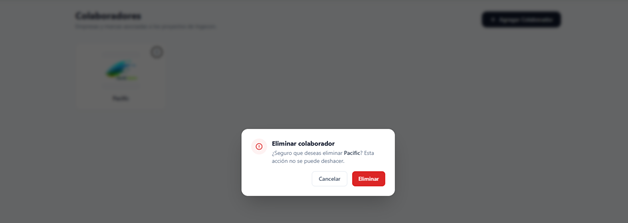 Colaboradores
+ Agregar Colaborador
Pacific
Eliminar colaborador
¿Seguro que deseas eliminar Pacific? Esta
acción no se puede deshacer.
Cancelar
Eliminar